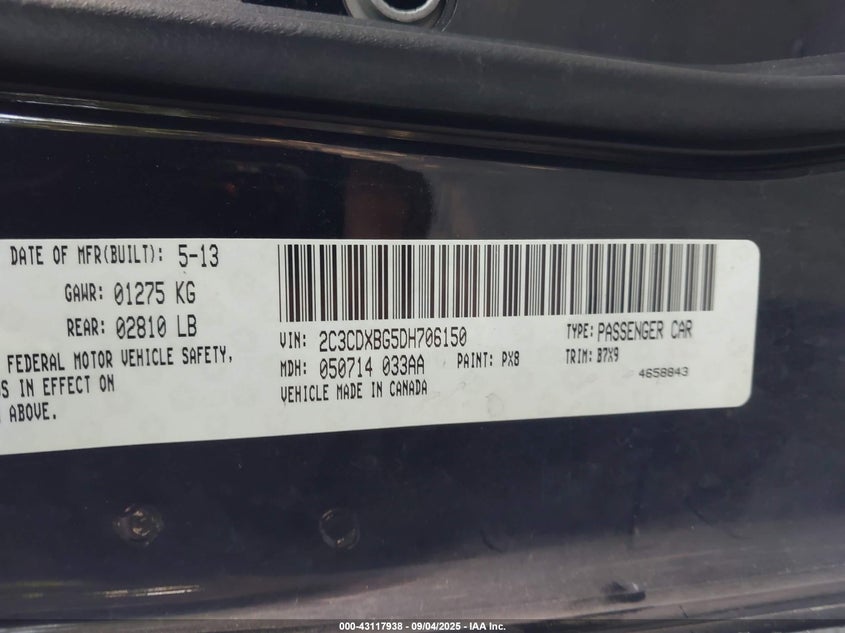 DATE OF MFR(BUILT): 5-13
GAWR: 01275 KG
REAR: 02810 LB
FEDERAL MOTOR VEHICLE SAFETY,
S IN EFFECT ON
ABOVE.
VIN: 2C3CDXBG5DH706150
TYPE: PASSENGER CAR
MDH: 050714 033AA
PAINT: PX8
TRIM: B7X9
VEHICLE MADE IN CANADA
4658843
000-43117938 - 09/04/2025 - IAA Inc.